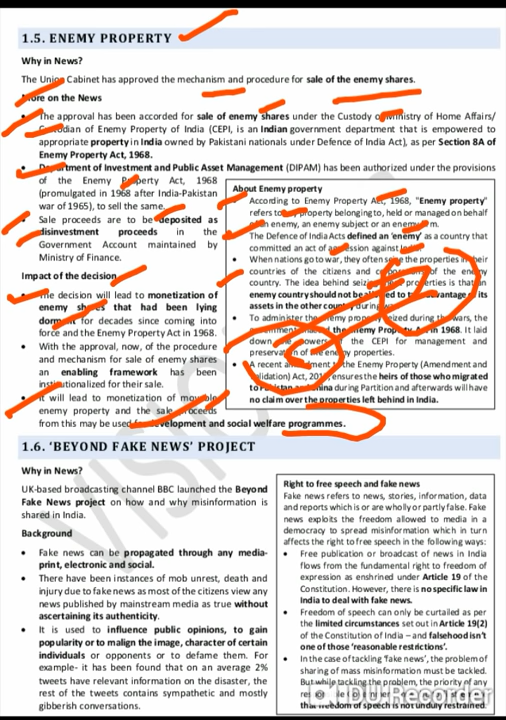 1.5. ENEMY PROPERTY
Why in News?
The Union Cabinet has approved the mechanism and procedure for sale of the enemy shares.
More on the News
The approval has been accorded for sale of enemy shares under the Custody of Ministry of Home Affairs/
Custodian of Enemy Property of India (CEPI, is an Indian government department that is empowered to
appropriate property in India owned by Pakistani nationals under Defence of India Act), as per Section 8A of
Enemy Property Act, 1968.
Department of Investment and Public Asset Management (DIPAM) has been authorized under the provisions
of the Enemy Property Act, 1968
(promulgated in 1968 after India-Pakistan
war of 1965), to sell the same.
Sale proceeds are to be deposited as
disinvestment proceeds in the
Government Account maintained by
Ministry of Finance.
Impact of the decision
The decision will lead to monetization of
enemy shares that had been lying
dormant for decades since coming into
force and the Enemy Property Act in 1968.
• With the approval, now, of the procedure
and mechanism for sale of enemy shares
an enabling framework has been
institutionalized for their sale.
• It will lead to monetization of movable
enemy property and the sale proceeds
from this may be used for development and social welfare programmes.
About Enemy property
According to Enemy Property Act, 1968, "Enemy property"
refers to property belonging to, held or managed on behalf
of an enemy, an enemy subject or an enemy
The Defence of India Acts defined an 'enemy' as a country that
committed an act of aggression against India
• When nations go to war, they often seize the properties in their
countries of the citizens and of the enemy
country. The idea behind seizing properties is that an
enemy country should not be allowed to take advantage of its
assets in the other country during war.
• To administer the enemy property seized during the wars, the
government the Enemy Property Act in 1968. It laid
down the powers of the CEPI for management and
preservation of the enemy properties.
• A recent amendment to the Enemy Property (Amendment and
Validation) Act, ensures the heirs of those who migrated
to Pakistan and China during Partition and afterwards will have
no claim over the properties left behind in India.
1.6. ‘BEYOND FAKE NEWS’ PROJECT
Why in News?
UK-based broadcasting channel BBC launched the Beyond
Fake News project on how and why misinformation is
shared in India.
Background
• Fake news can be propagated through any media-
print, electronic and social.
• There have been instances of mob unrest, death and
injury due to fake news as most of the citizens view any
news published by mainstream media as true without
ascertaining its authenticity.
• It is used to influence public opinions, to gain
popularity or to malign the image, character of certain
individuals or opponents or to defame them. For
example- it has been found that on an average 2%
tweets have relevant information on the disaster, the
rest of the tweets contains sympathetic and mostly
gibberish conversations.
Right to free speech and fake news
Fake news refers to news, stories, information, data
and reports which is or are wholly or partly false. Fake
news exploits the freedom allowed to media in a
democracy to spread misinformation which in turn
affects the right to free speech in the following ways:
• Free publication or broadcast of news in India
flows from the fundamental right to freedom of
expression as enshrined under Article 19 of the
Constitution. However, there is no specific law in
India to deal with fake news.
• Freedom of speech can only be curtailed as per
the limited circumstances set out in Article 19(2)
of the Constitution of India – and falsehood isn’t
one of those ‘reasonable restrictions’.
• In the case of tackling ‘fake news’, the problem of
sharing of mass misinformation must be tackled.
But while tackling the problem, the priority of any
that freedom of speech is not unduly restrained.
DU Recorder
VISION